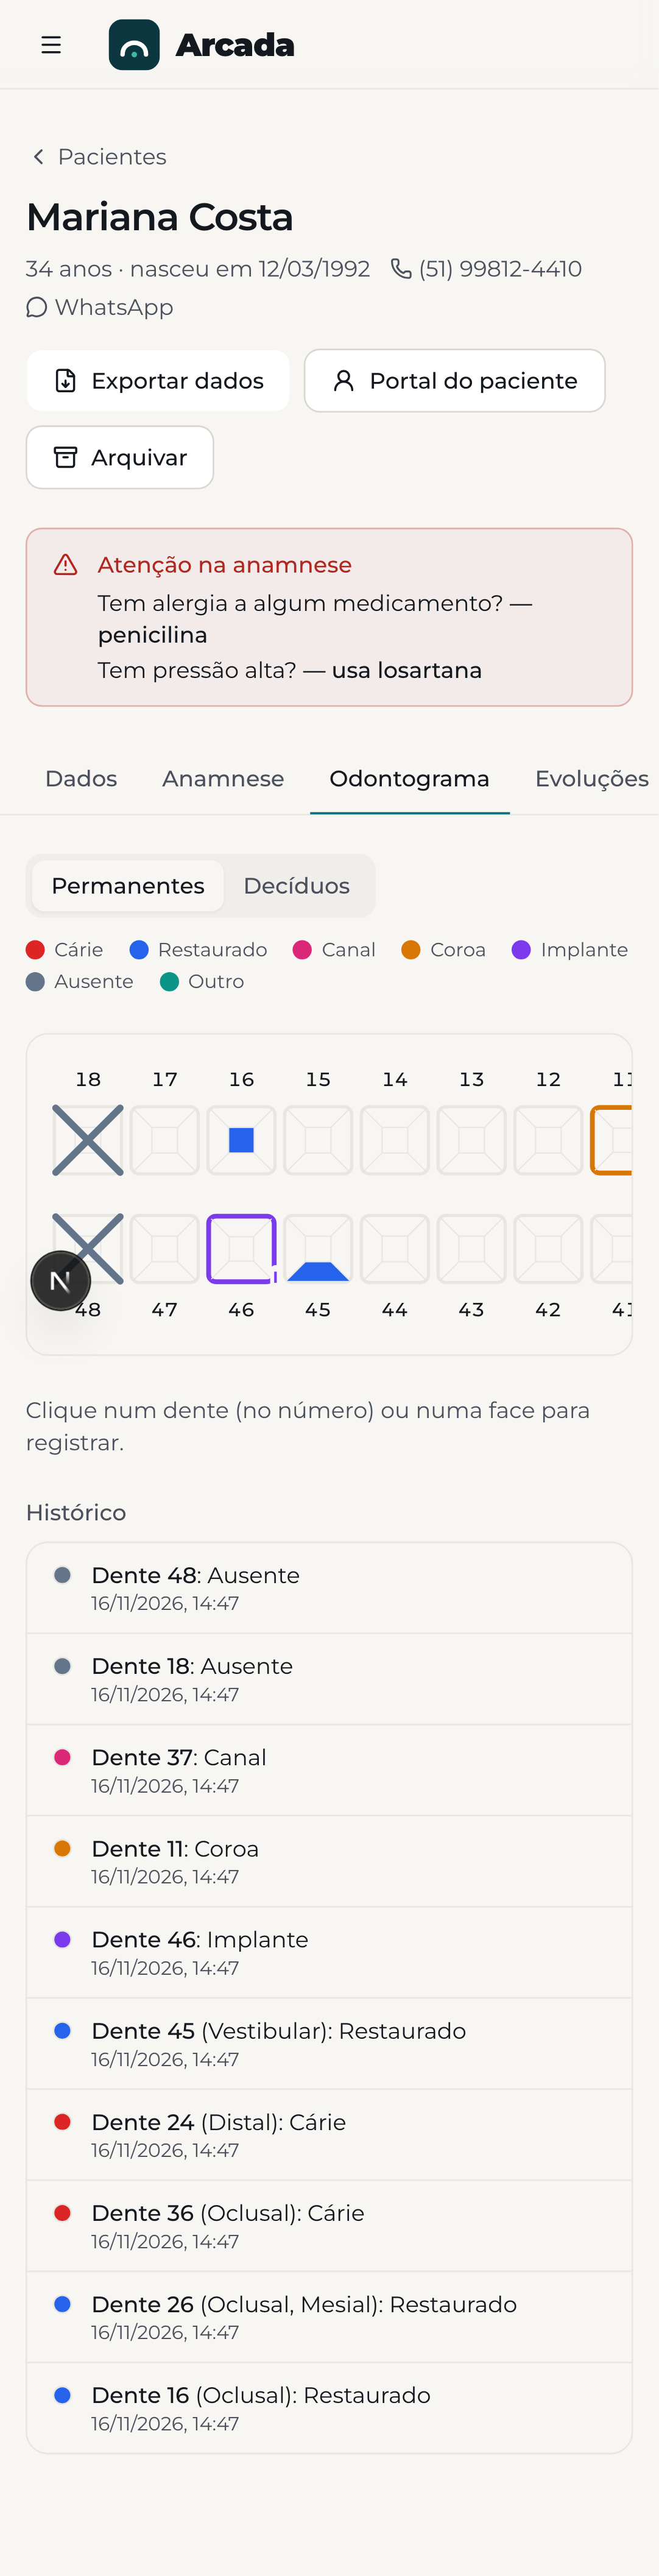 Arcada
Pacientes
Mariana Costa
34 anos · nasceu em 12/03/1992 (51) 99812-4410
WhatsApp
Exportar dados Portal do paciente
Arquivar
Atenção na anamnese
Tem alergia a algum medicamento? —
penicilina
Tem pressão alta? — usa losartana
Dados Anamnese Odontograma Evoluções
Permanentes Decíduos
Cárie Restaurado Canal Coroa Implante
Ausente Outro
18 17 16 15 14 13 12 11
N
48 47 46 45 44 43 42 41
Clique num dente (no número) ou numa face para
registrar.
Histórico
Dente 48: Ausente
16/11/2026, 14:47
Dente 18: Ausente
16/11/2026, 14:47
Dente 37: Canal
16/11/2026, 14:47
Dente 11: Coroa
16/11/2026, 14:47
Dente 46: Implante
16/11/2026, 14:47
Dente 45 (Vestibular): Restaurado
16/11/2026, 14:47
Dente 24 (Distal): Cárie
16/11/2026, 14:47
Dente 36 (Oclusal): Cárie
16/11/2026, 14:47
Dente 26 (Oclusal, Mesial): Restaurado
16/11/2026, 14:47
Dente 16 (Oclusal): Restaurado
16/11/2026, 14:47